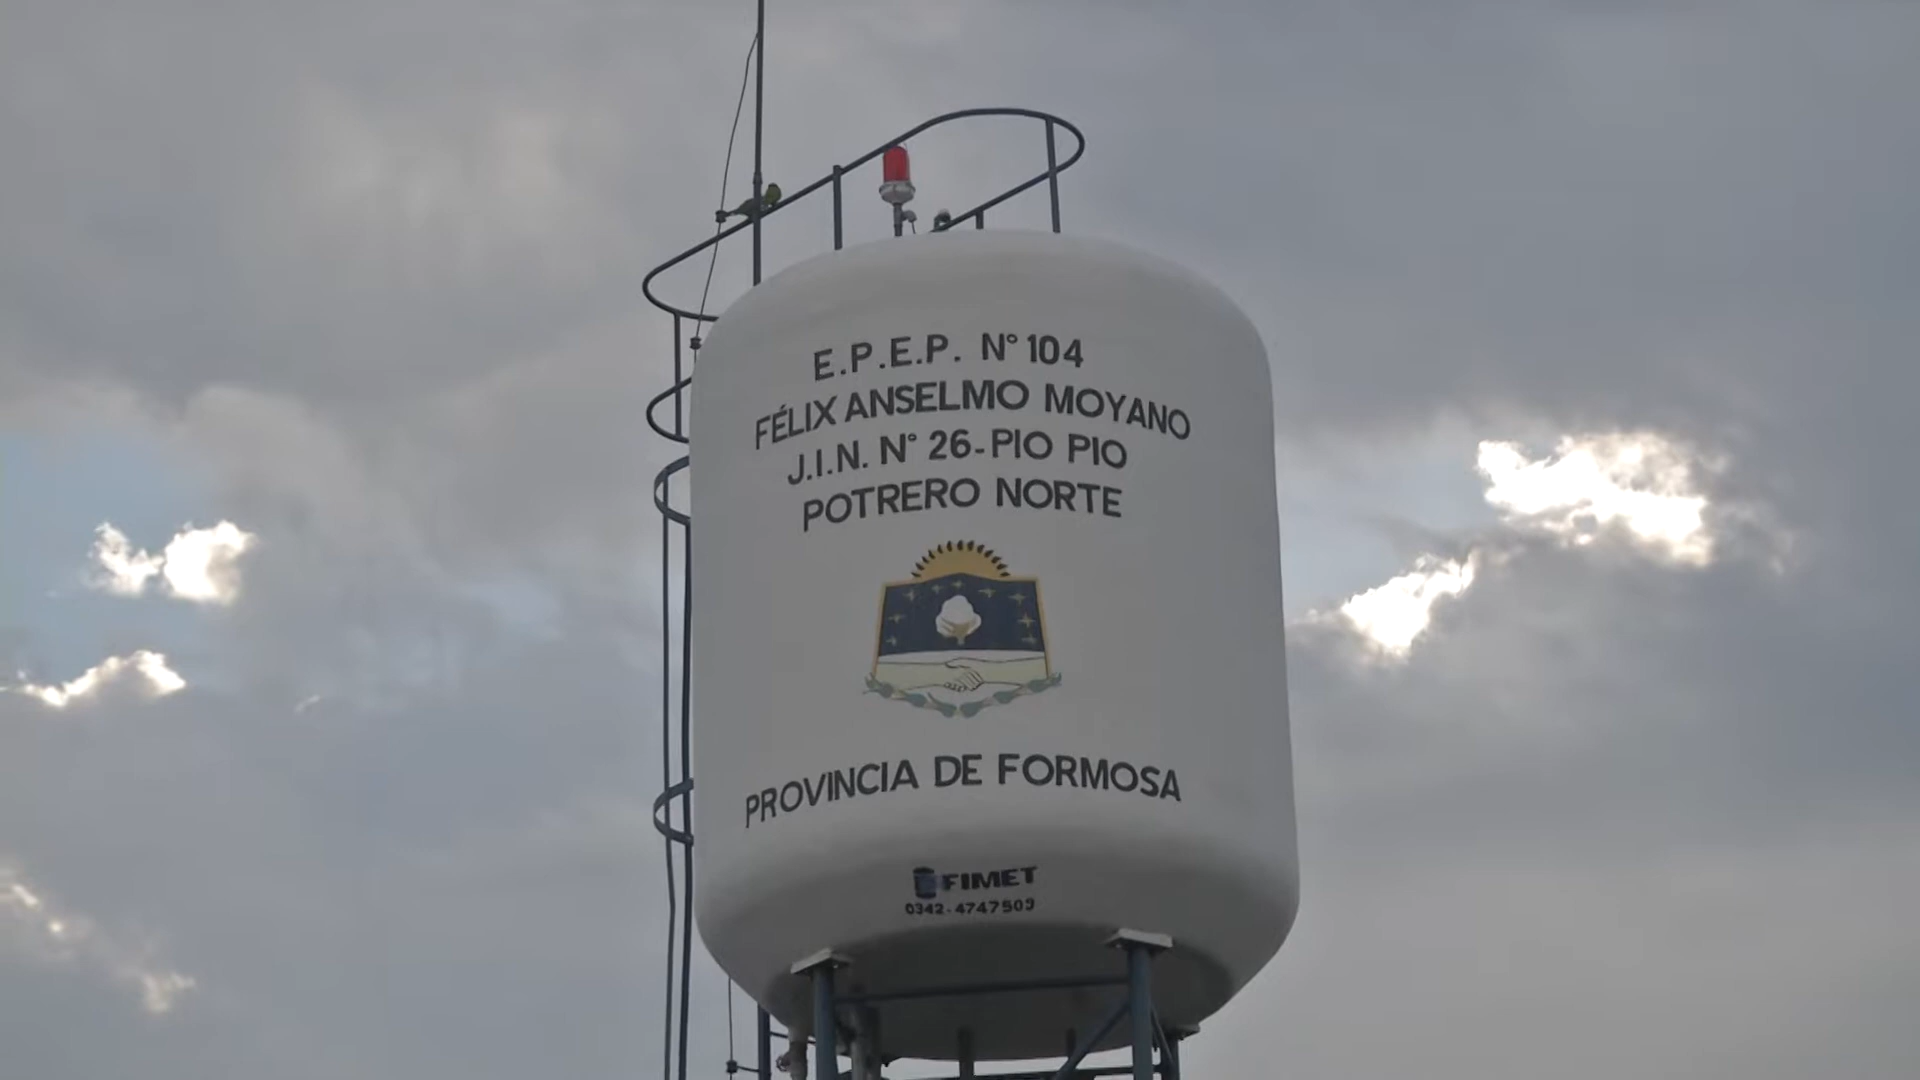 E.P.E.P. N° 104
FÉLIX ANSELMO MOYANO
J.I.N. N° 26-PIO PIO
POTRERO NORTE
PROVINCIA DE FORMOSA
FIMET
0342-4747503